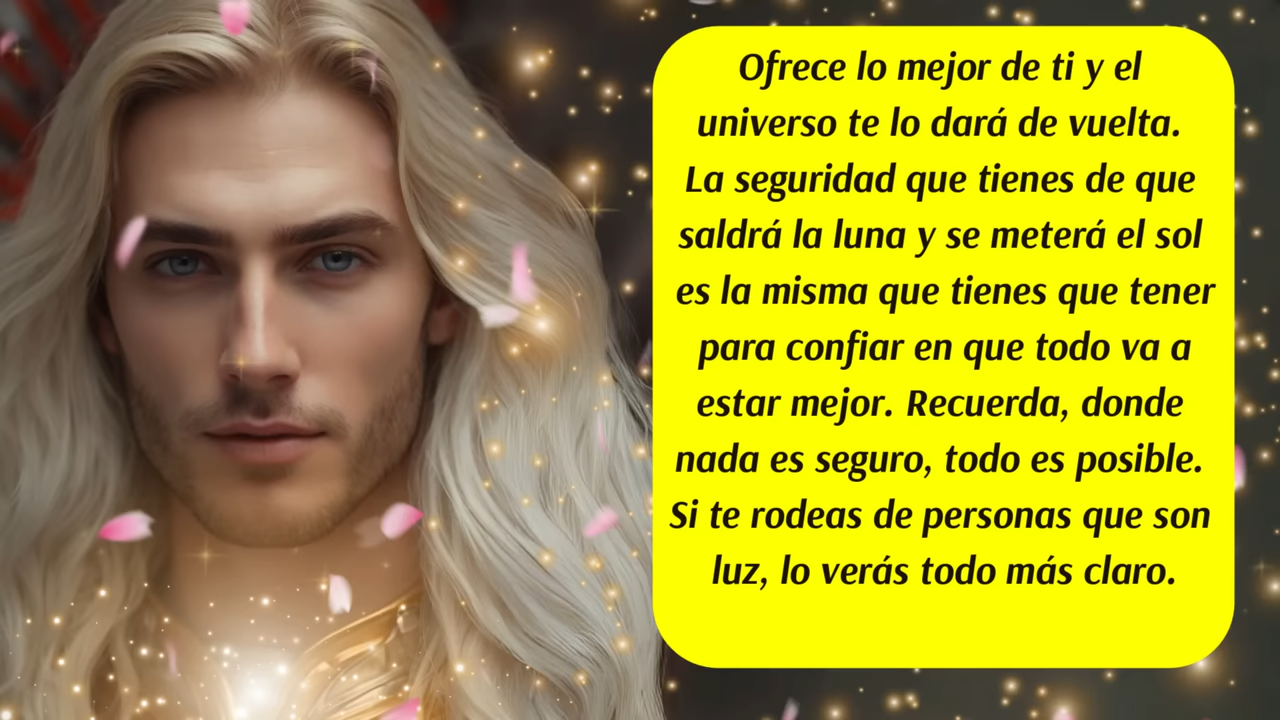 Ofrece lo mejor de ti y el
universo te lo dará de vuelta.
La seguridad que tienes de que
saldrá la luna y se meterá el sol
es la misma que tienes que tener
para confiar en que todo va a
estar mejor. Recuerda, donde
nada es seguro, todo es posible.
Si te rodeas de personas que son
luz, lo verás todo más claro.